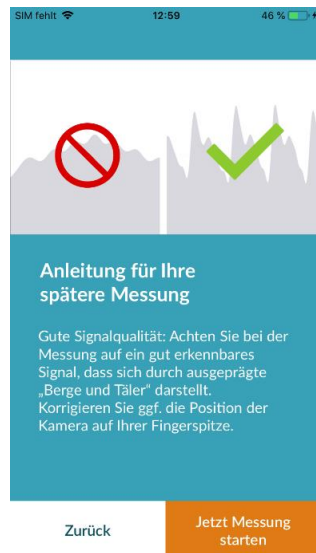 SIM fehlt 12:59 46 %
Anleitung für Ihre
spätere Messung
Gute Signalqualität: Achten Sie bei der
Messung auf ein gut erkennbares
Signal, dass sich durch ausgeprägte
„Berge und Täler" darstellt.
Korrigieren Sie ggf. die Position der
Kamera auf Ihrer Fingerspitze.
Zurück
Jetzt Messung
starten